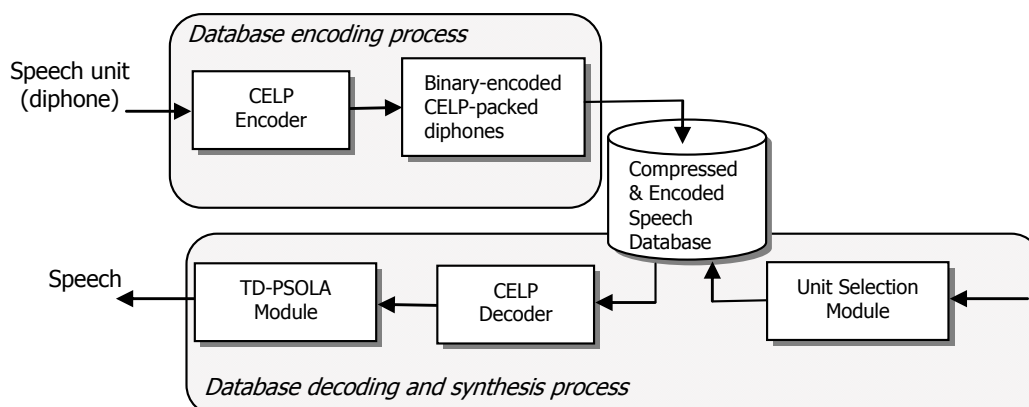 Database encoding process
Speech unit
(diphone)
CELP
Encoder
Binary-encoded
CELP-packed
diphones
Compressed
& Encoded
Speech
Database
Speech
TD-PSOLA
Module
CELP
Decoder
Unit Selection
Module
Database decoding and synthesis process